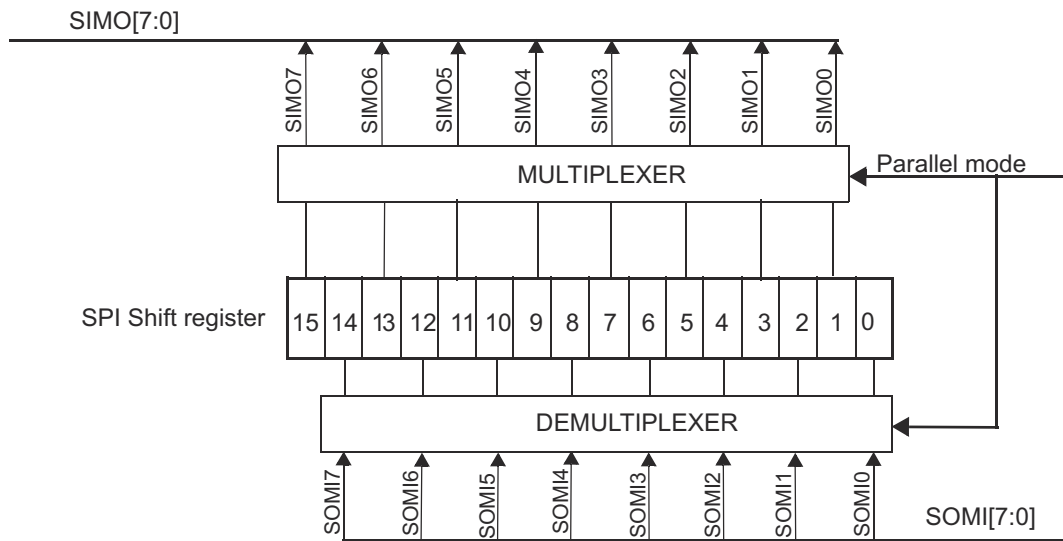 SIMO[7:0]
SIMO7 SIMO6 SIMO5 SIMO4 SIMO3 SIMO2 SIMO1 SIMO0
MULTIPLEXER
Parallel mode
SPI Shift register
15 14 13 12 11 10 9 8 7 6 5 4 3 2 1 0
DEMULTIPLEXER
SOMI7 SOMI6 SOMI5 SOMI4 SOMI3 SOMI2 SOMI1 SOMI0
SOMI[7:0]